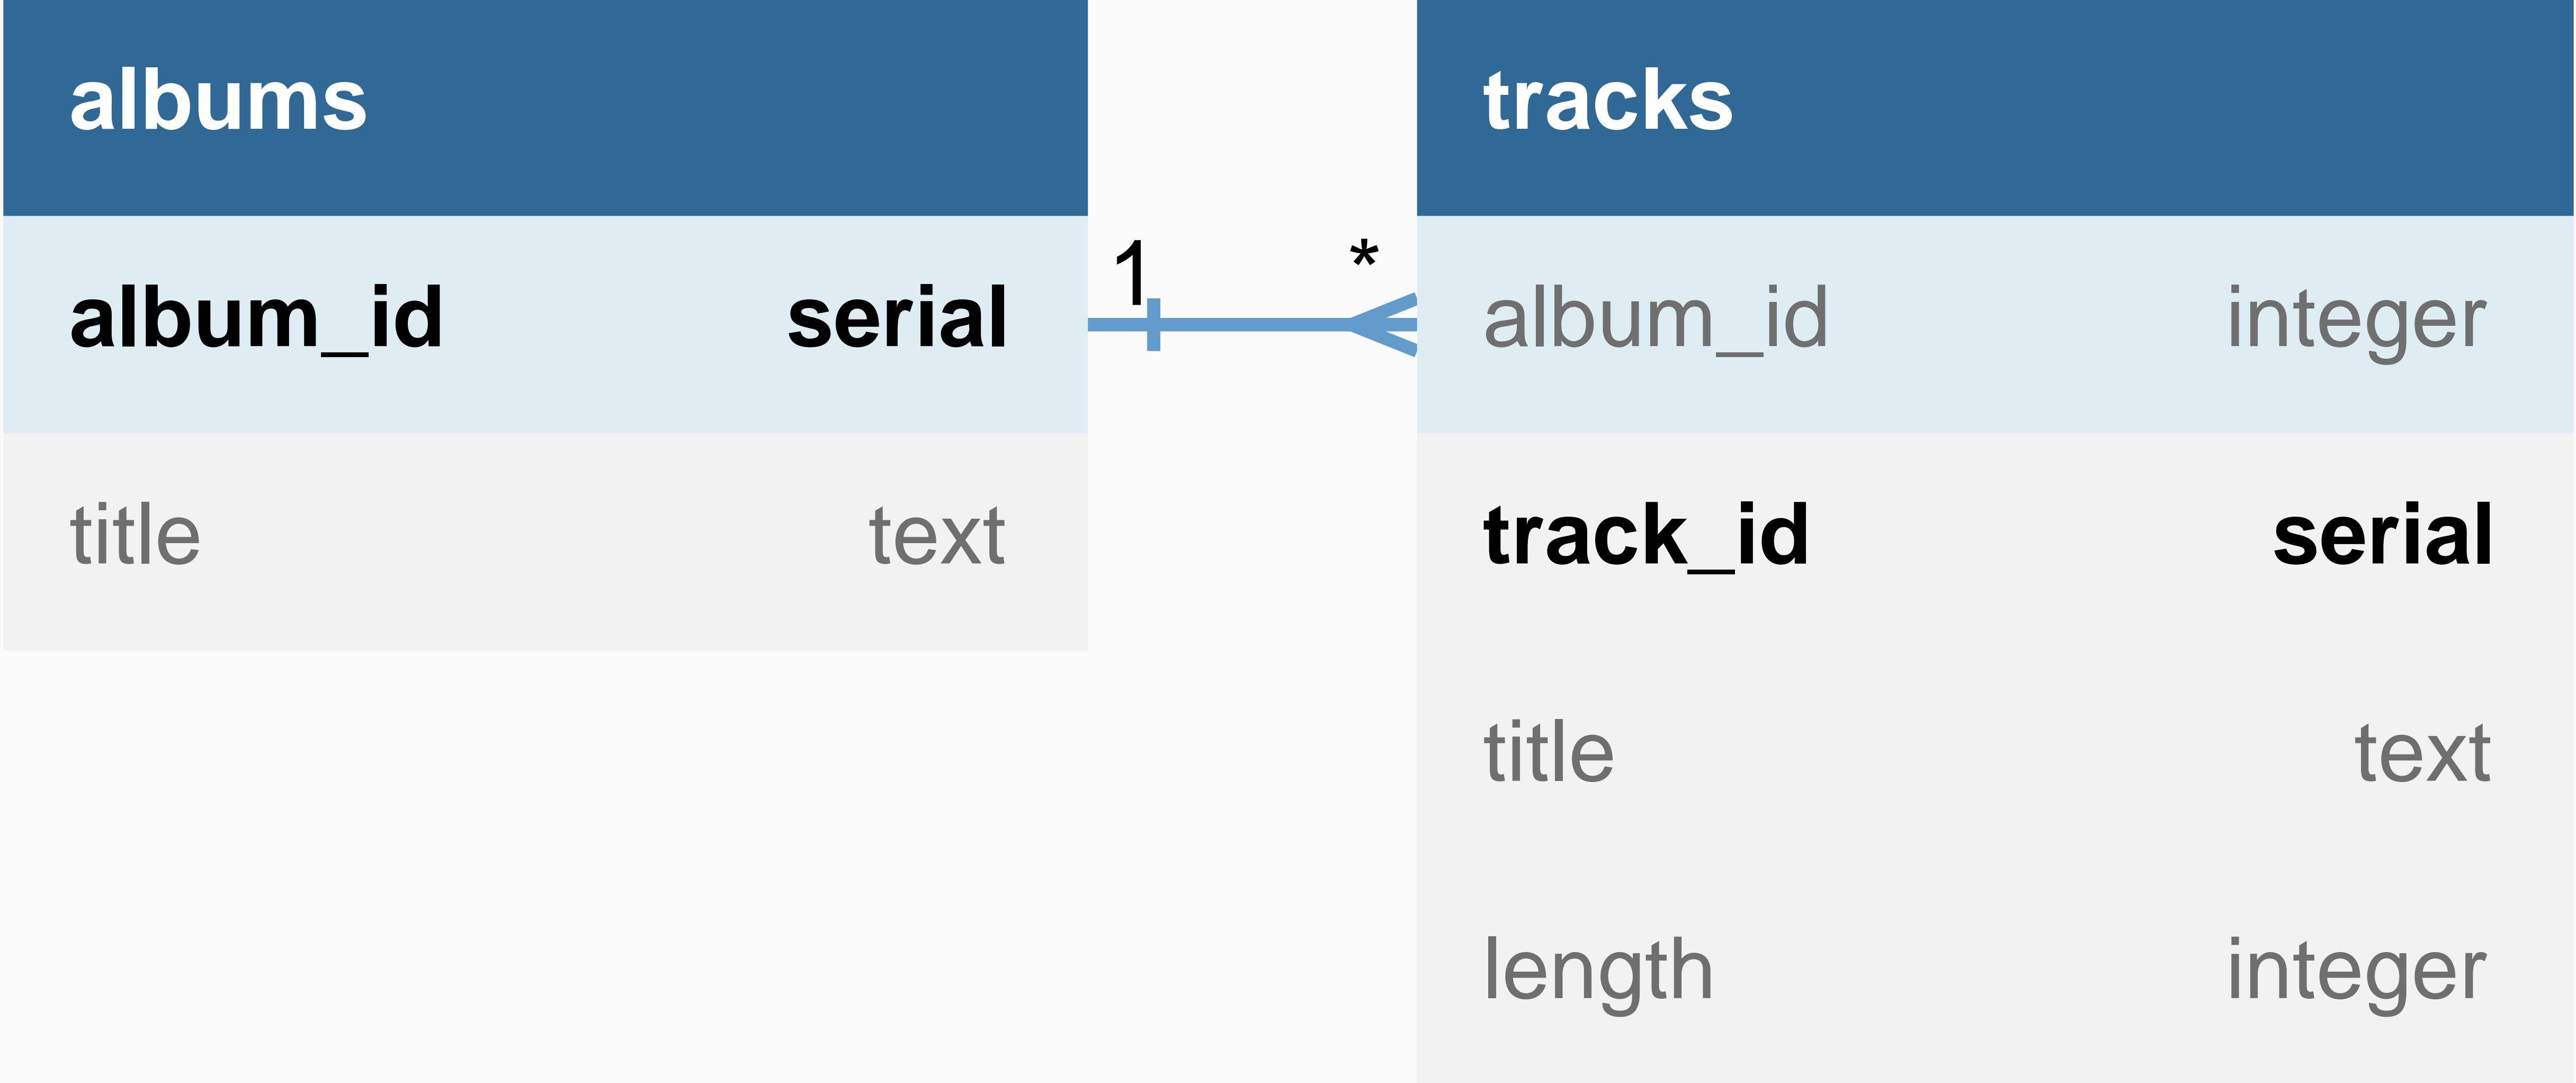 albums
album_id serial
title text
1 *
tracks
album_id integer
track_id serial
title text
length integer